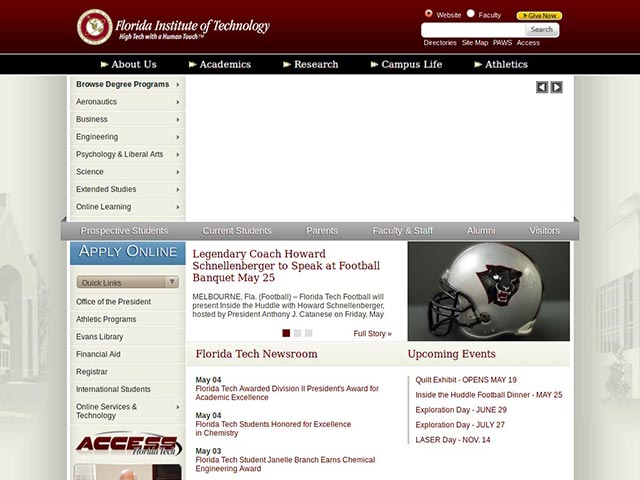 Florida Institute of Technology
High Tech with a Human Touch™
Website Faculty
Give Now
Search
Directories Site Map PAWS Access
About Us Academics Research Campus Life Athletics
Browse Degree Programs
Aeronautics
Business
Engineering
Psychology & Liberal Arts
Science
Extended Studies
Online Learning
Prospective Students Current Students Parents Faculty & Staff Alumni Visitors
APPLY ONLINE
Quick Links
Office of the President
Athletic Programs
Evans Library
Financial Aid
Registrar
International Students
Online Services &
Technology
ACCESS
Florida Tech
Legendary Coach Howard
Schnellenberger to Speak at Football
Banquet May 25
MELBOURNE, Fla. (Football) – Florida Tech Football will
present Inside the Huddle with Howard Schnellenberger,
hosted by President Anthony J. Catanese on Friday, May
Full Story »
Florida Tech Newsroom
May 04
Florida Tech Awarded Division II President's Award for
Academic Excellence
May 04
Florida Tech Students Honored for Excellence
in Chemistry
May 03
Florida Tech Student Janelle Branch Earns Chemical
Engineering Award
Upcoming Events
Quilt Exhibit - OPENS MAY 19
Inside the Huddle Football Dinner - MAY 25
Exploration Day - JUNE 29
Exploration Day - JULY 27
LASER Day - NOV. 14